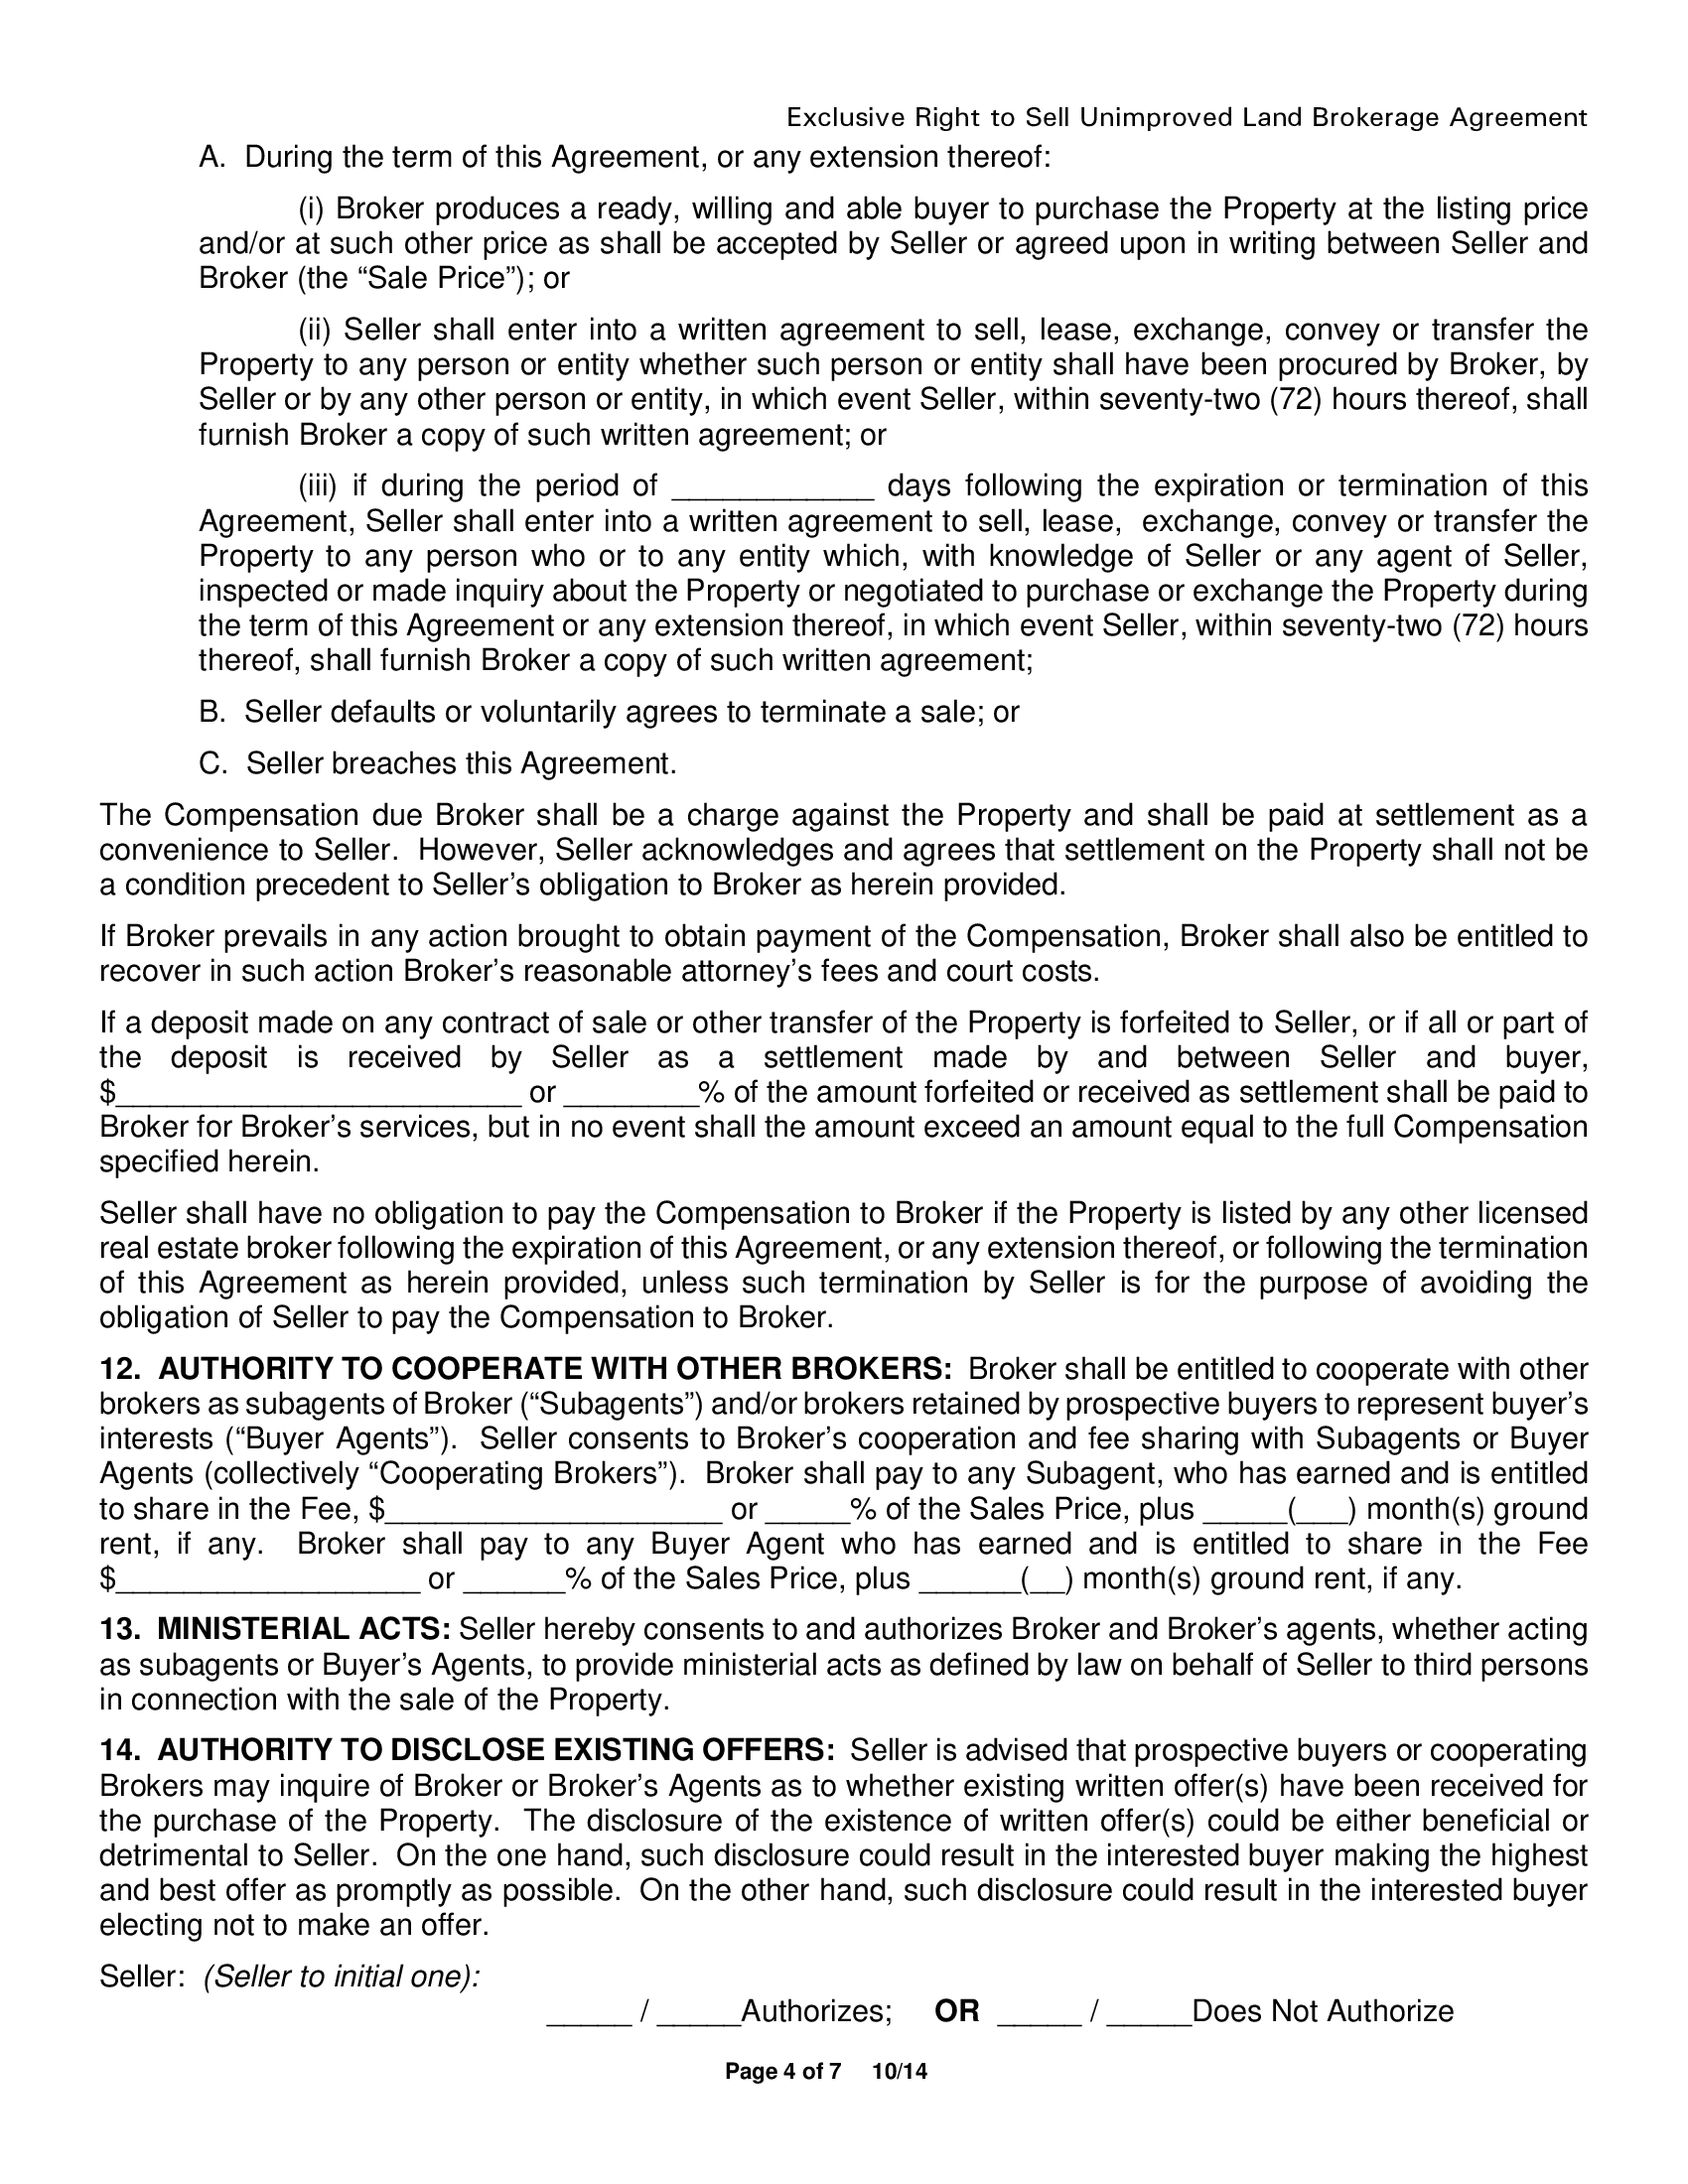 Exclusive Right to Sell Unimproved Land Brokerage Agreement
A. During the term of this Agreement, or any extension thereof:
(i) Broker produces a ready, willing and able buyer to purchase the Property at the listing price
and/or at such other price as shall be accepted by Seller or agreed upon in writing between Seller and
Broker (the “Sale Price”); or
(ii) Seller shall enter into a written agreement to sell, lease, exchange, convey or transfer the
Property to any person or entity whether such person or entity shall have been procured by Broker, by
Seller or by any other person or entity, in which event Seller, within seventy-two (72) hours thereof, shall
furnish Broker a copy of such written agreement; or
(iii) if during the period of ____________ days following the expiration or termination of this
Agreement, Seller shall enter into a written agreement to sell, lease, exchange, convey or transfer the
Property to any person who or to any entity which, with knowledge of Seller or any agent of Seller,
inspected or made inquiry about the Property or negotiated to purchase or exchange the Property during
the term of this Agreement or any extension thereof, in which event Seller, within seventy-two (72) hours
thereof, shall furnish Broker a copy of such written agreement;
B. Seller defaults or voluntarily agrees to terminate a sale; or
C. Seller breaches this Agreement.
The Compensation due Broker shall be a charge against the Property and shall be paid at settlement as a
convenience to Seller. However, Seller acknowledges and agrees that settlement on the Property shall not be
a condition precedent to Seller’s obligation to Broker as herein provided.
If Broker prevails in any action brought to obtain payment of the Compensation, Broker shall also be entitled to
recover in such action Broker’s reasonable attorney’s fees and court costs.
If a deposit made on any contract of sale or other transfer of the Property is forfeited to Seller, or if all or part of
the deposit is received by Seller as a settlement made by and between Seller and buyer,
$________________________ or ________% of the amount forfeited or received as settlement shall be paid to
Broker for Broker’s services, but in no event shall the amount exceed an amount equal to the full Compensation
specified herein.
Seller shall have no obligation to pay the Compensation to Broker if the Property is listed by any other licensed
real estate broker following the expiration of this Agreement, or any extension thereof, or following the termination
of this Agreement as herein provided, unless such termination by Seller is for the purpose of avoiding the
obligation of Seller to pay the Compensation to Broker.
12. AUTHORITY TO COOPERATE WITH OTHER BROKERS: Broker shall be entitled to cooperate with other
brokers as subagents of Broker (“Subagents”) and/or brokers retained by prospective buyers to represent buyer’s
interests (“Buyer Agents”). Seller consents to Broker’s cooperation and fee sharing with Subagents or Buyer
Agents (collectively “Cooperating Brokers”). Broker shall pay to any Subagent, who has earned and is entitled
to share in the Fee, $____________________ or _____% of the Sales Price, plus _____(___) month(s) ground
rent, if any. Broker shall pay to any Buyer Agent who has earned and is entitled to share in the Fee
$__________________ or ______% of the Sales Price, plus ______(__) month(s) ground rent, if any.
13. MINISTERIAL ACTS: Seller hereby consents to and authorizes Broker and Broker’s agents, whether acting
as subagents or Buyer’s Agents, to provide ministerial acts as defined by law on behalf of Seller to third persons
in connection with the sale of the Property.
14. AUTHORITY TO DISCLOSE EXISTING OFFERS: Seller is advised that prospective buyers or cooperating
Brokers may inquire of Broker or Broker’s Agents as to whether existing written offer(s) have been received for
the purchase of the Property. The disclosure of the existence of written offer(s) could be either beneficial or
detrimental to Seller. On the one hand, such disclosure could result in the interested buyer making the highest
and best offer as promptly as possible. On the other hand, such disclosure could result in the interested buyer
electing not to make an offer.
Seller: (Seller to initial one):
_____ / _____Authorizes; OR _____ / _____Does Not Authorize
Page 4 of 7 10/14